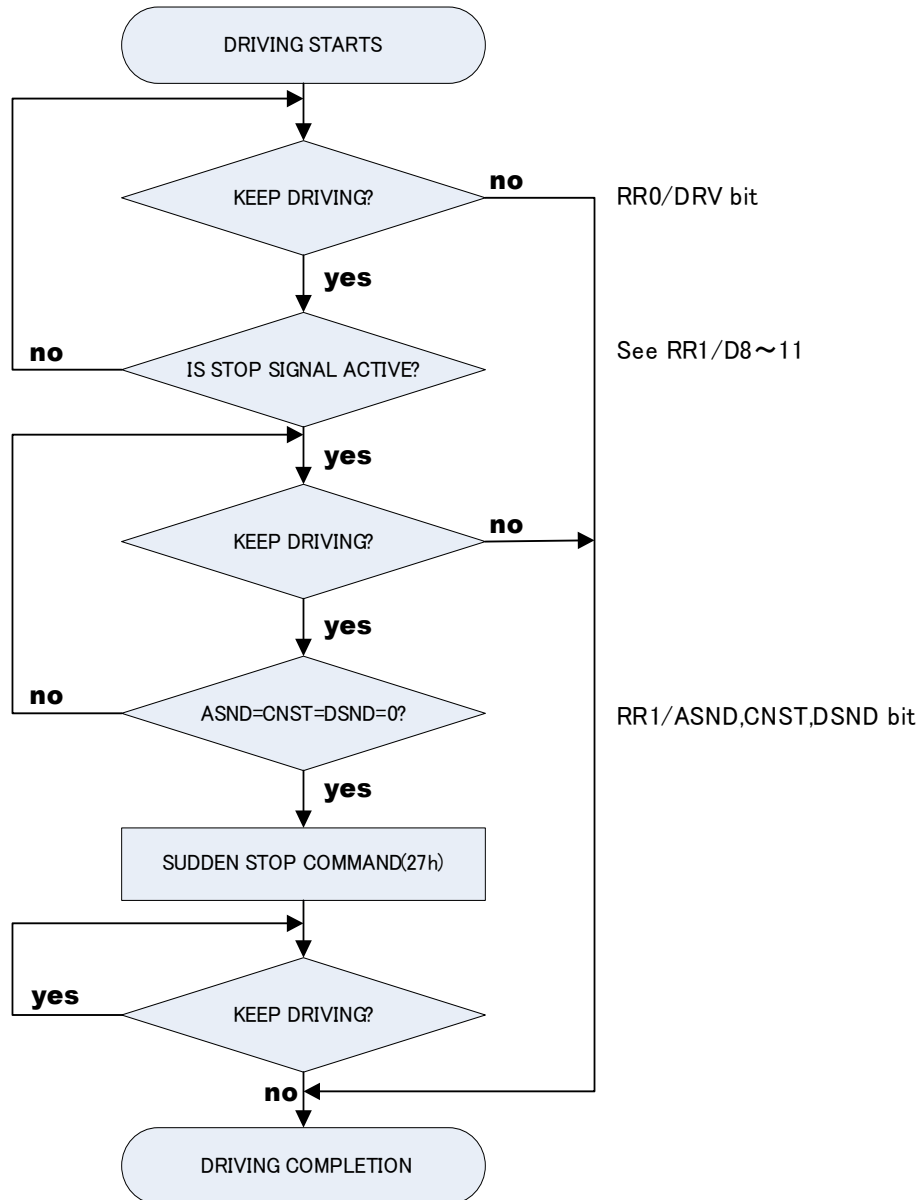 DRIVING STARTS
KEEP DRIVING?
no
RR0/DRV bit
yes
no
IS STOP SIGNAL ACTIVE?
See RR1/D8～11
yes
KEEP DRIVING?
no
yes
no
ASND=CNST=DSND=0?
RR1/ASND,CNST,DSND bit
yes
SUDDEN STOP COMMAND(27h)
yes
KEEP DRIVING?
no
DRIVING COMPLETION